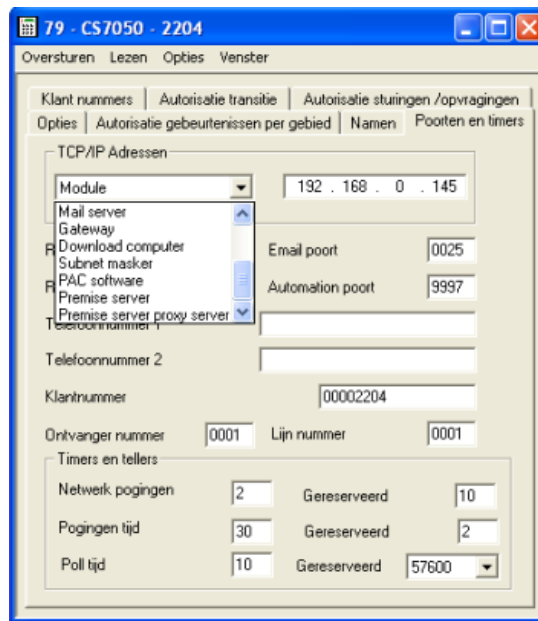 79 - CS7050 - 2204
Oversturen Lezen Opties Venster
Klant nummers Autorisatie transitie Autorisatie sturingen /opvragingen
Opties Autorisatie gebeurtenissen per gebied Namen Poorten en timers
TCP/IP Adressen
Module 192 . 168 . 0 . 145
Mail server
Gateway
Download computer
Subnet masker
PAC software
Premise server
Premise server proxy server
Email poort 0025
Automation poort 9997
Telefoonnummer 1
Telefoonnummer 2
Klantnummer 00002204
Ontvanger nummer 0001 Lijn nummer 0001
Timers en tellers
Netwerk pogingen 2 Gereserveerd 10
Pogingen tijd 30 Gereserveerd 2
Poll tijd 10 Gereserveerd 57600